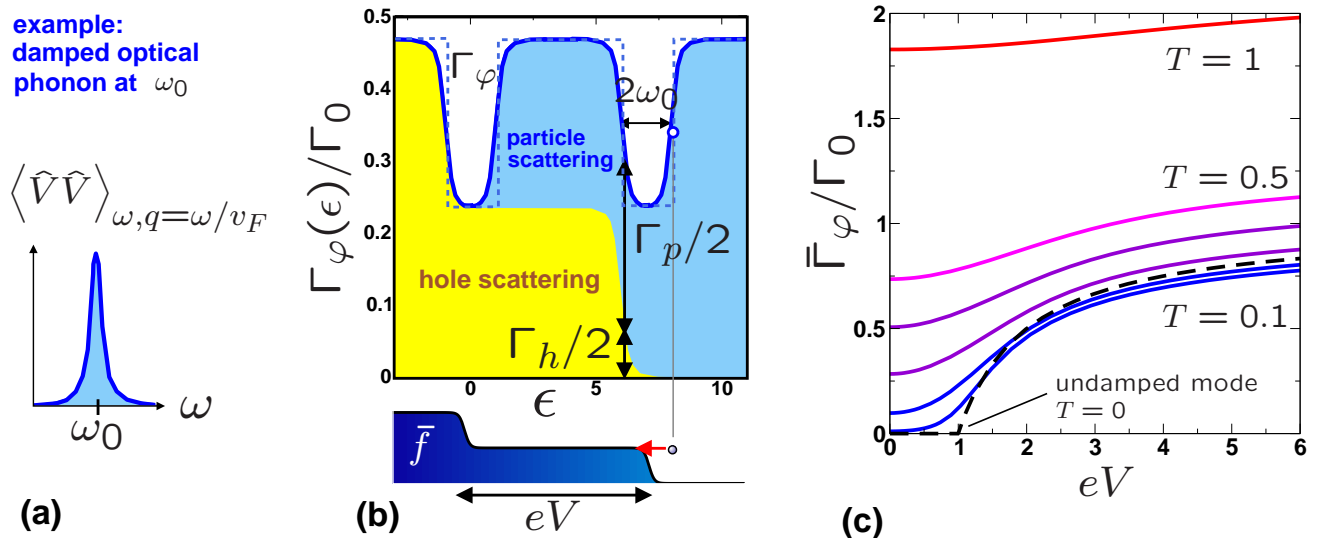 example:
damped optical
phonon at ω₀
⟨V̂V̂⟩ω,q=ω/v_F
ω
ω₀
(a)
Γφ(ϵ)/Γ₀
0.5
0.4
0.3
0.2
0.1
0
Γφ
2ω₀
particle
scattering
Γp/2
hole scattering
Γh/2
0
5
10
ϵ
f̄
eV
(b)
Γ̄φ/Γ₀
2
1.5
1
0.5
0
T = 1
T = 0.5
T = 0.1
undamped mode
T = 0
0
1
2
3
4
5
6
eV
(c)